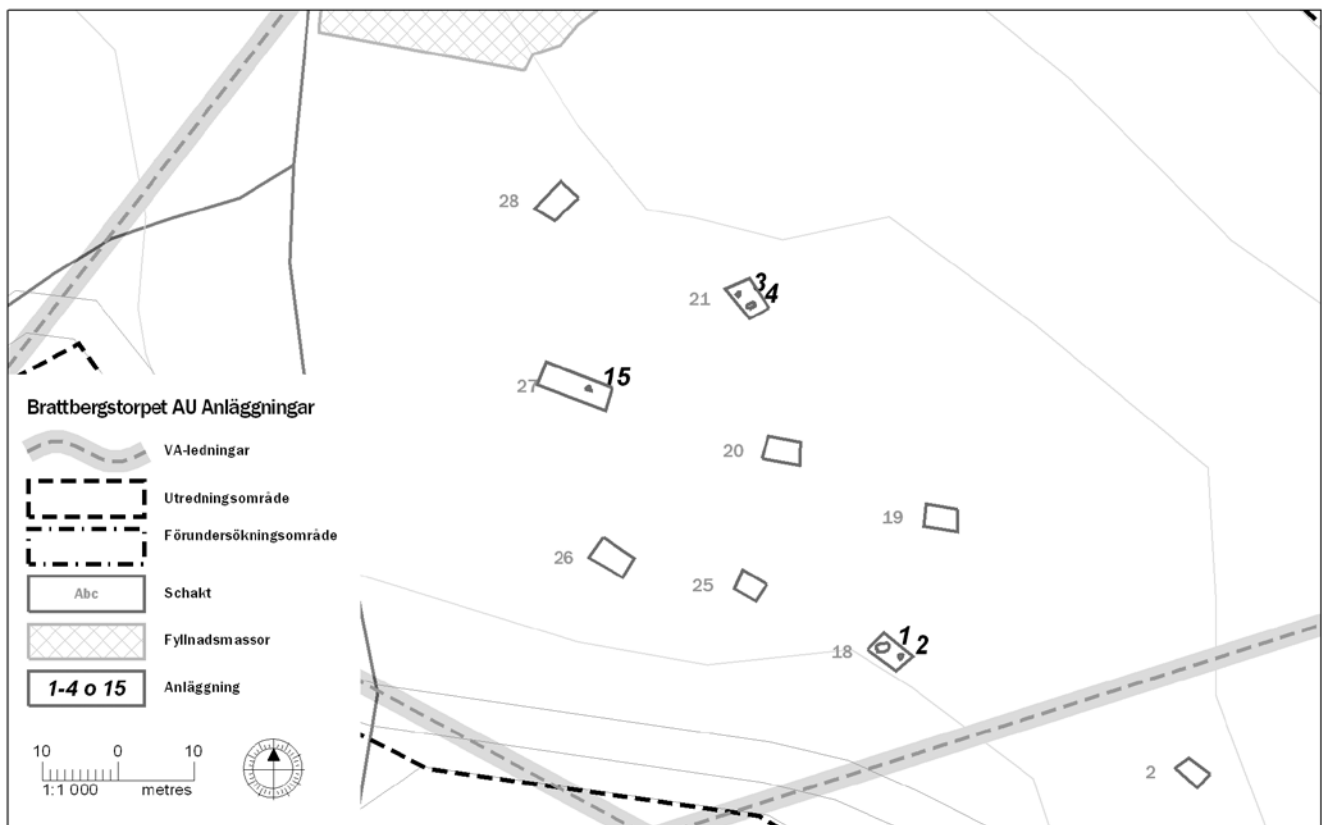 28
21
3
4
27
15
20
19
26
25
18
1
2
2
Brattbergstorpet AU Anläggningar
VA-ledningar
Utredningsområde
Förundersökningsområde
Abc
Schakt
Fyllnadsmassor
1-4 o 15
Anläggning
10 0 10
1:1 000 metres